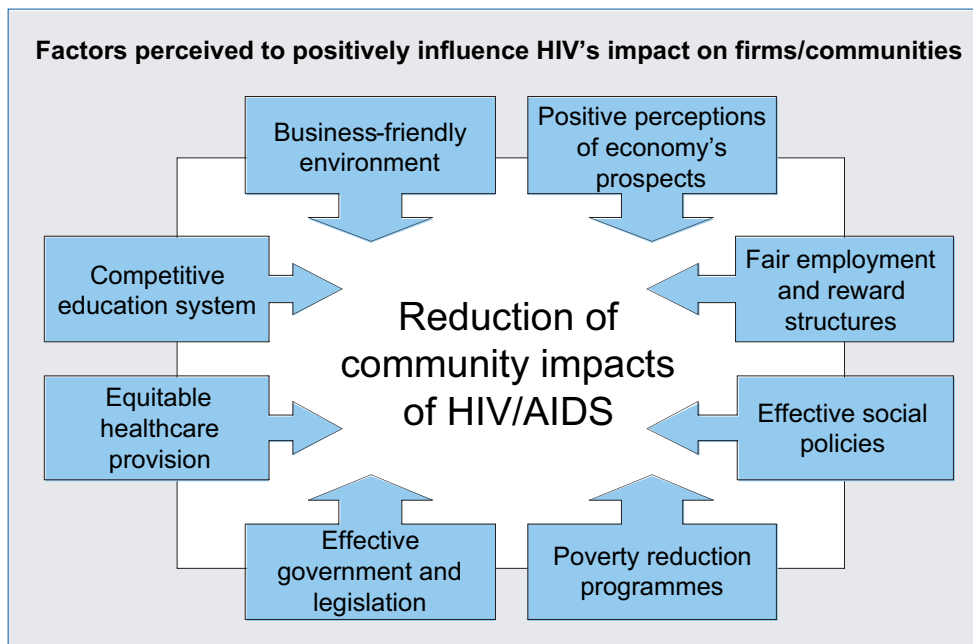 Factors perceived to positively influence HIV's impact on firms/communities
Business-friendly
environment
Positive perceptions
of economy's
prospects
Competitive
education system
Fair employment
and reward
structures
Reduction of
community impacts
of HIV/AIDS
Equitable
healthcare
provision
Effective social
policies
Effective
government and
legislation
Poverty reduction
programmes